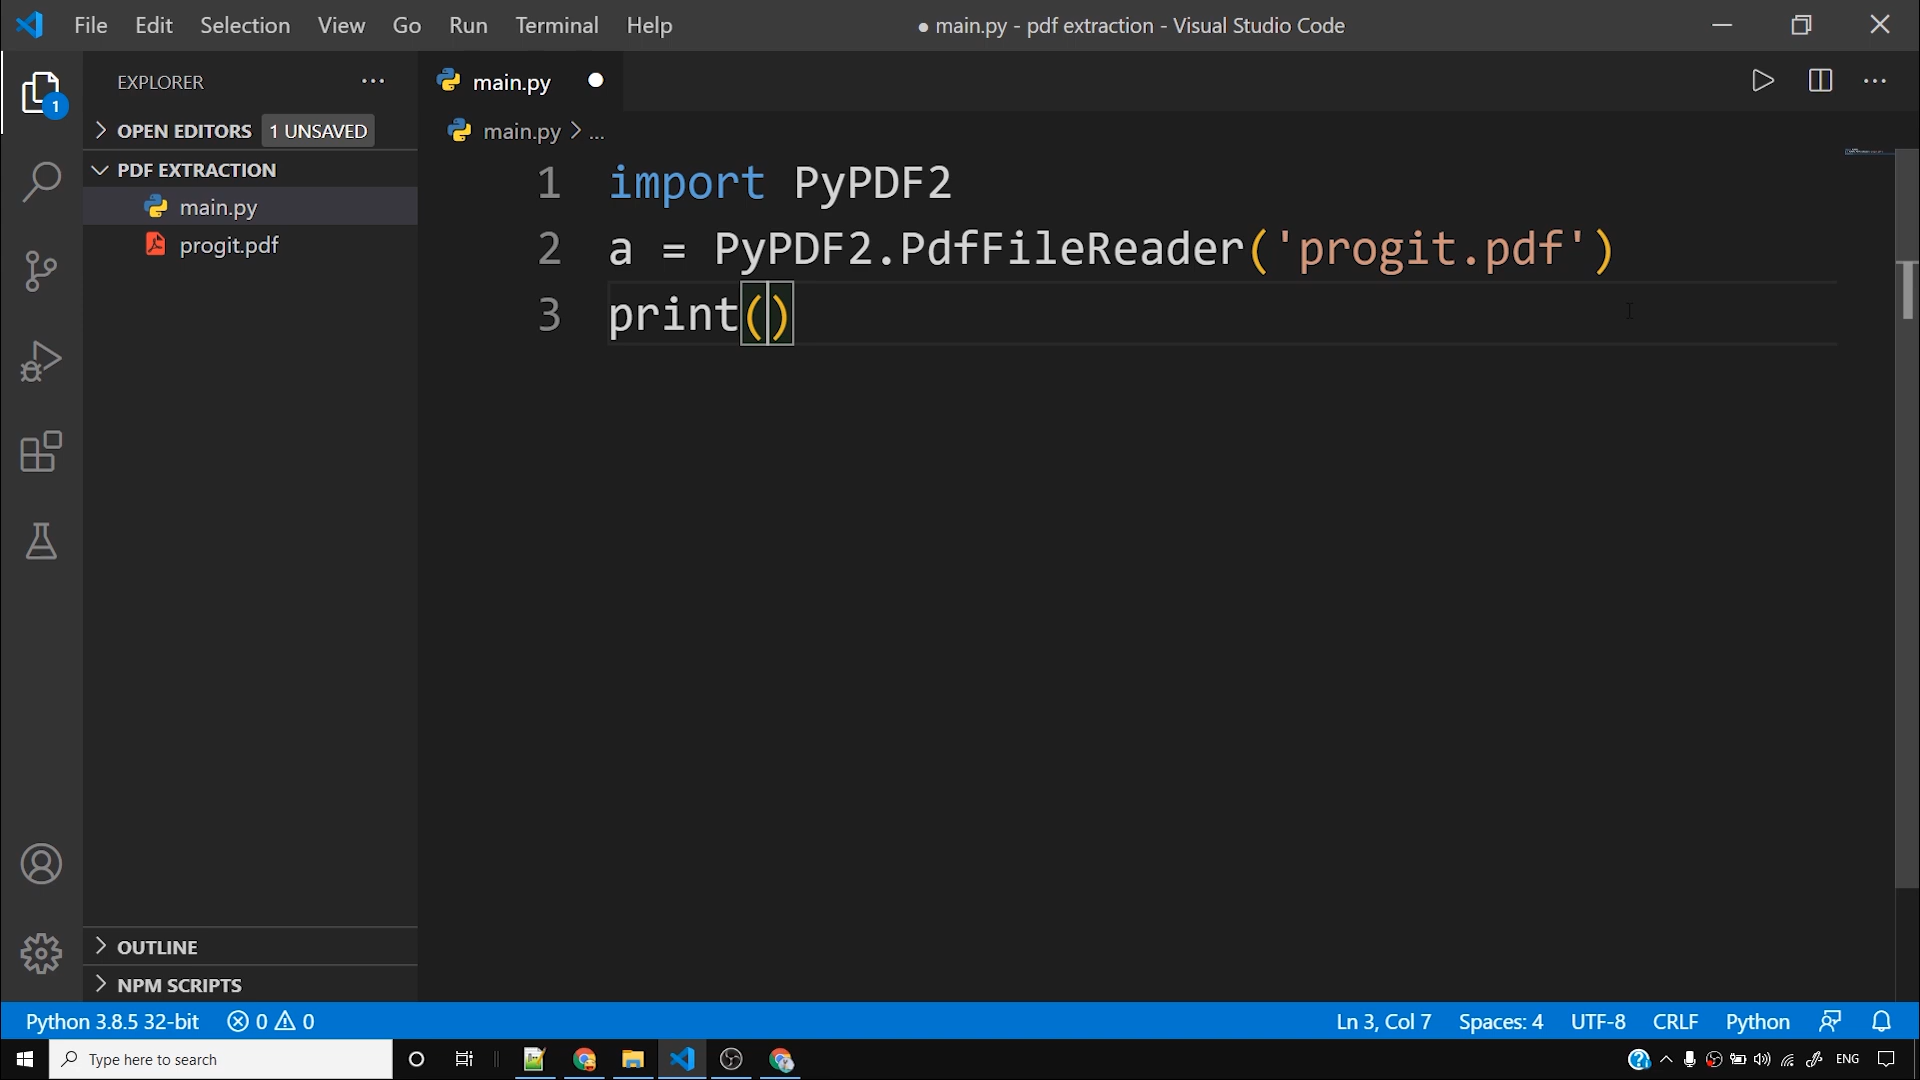 File Edit Selection View Go Run Terminal Help
● main.py - pdf extraction - Visual Studio Code
EXPLORER
main.py
1
OPEN EDITORS 1 UNSAVED
main.py > ...
PDF EXTRACTION
main.py
progit.pdf
1 import PyPDF2
2 a = PyPDF2.PdfFileReader('progit.pdf')
3 print()
OUTLINE
NPM SCRIPTS
Python 3.8.5 32-bit 0 0
Ln 3, Col 7 Spaces: 4 UTF-8 CRLF Python
Type here to search
ENG